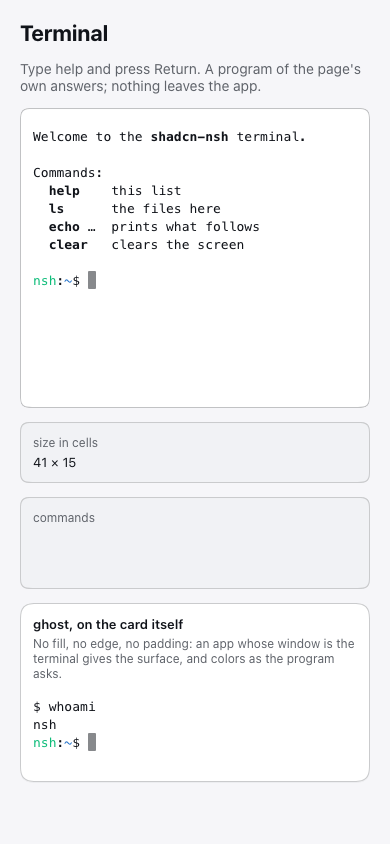 Terminal
Type help and press Return. A program of the page's
own answers; nothing leaves the app.
Welcome to the shadcn-nsh terminal.
Commands:
help    this list
ls      the files here
echo …  prints what follows
clear   clears the screen
nsh:~$
size in cells
41 × 15
commands
ghost, on the card itself
No fill, no edge, no padding: an app whose window is the
terminal gives the surface, and colors as the program
asks.
$ whoami
nsh
nsh:~$